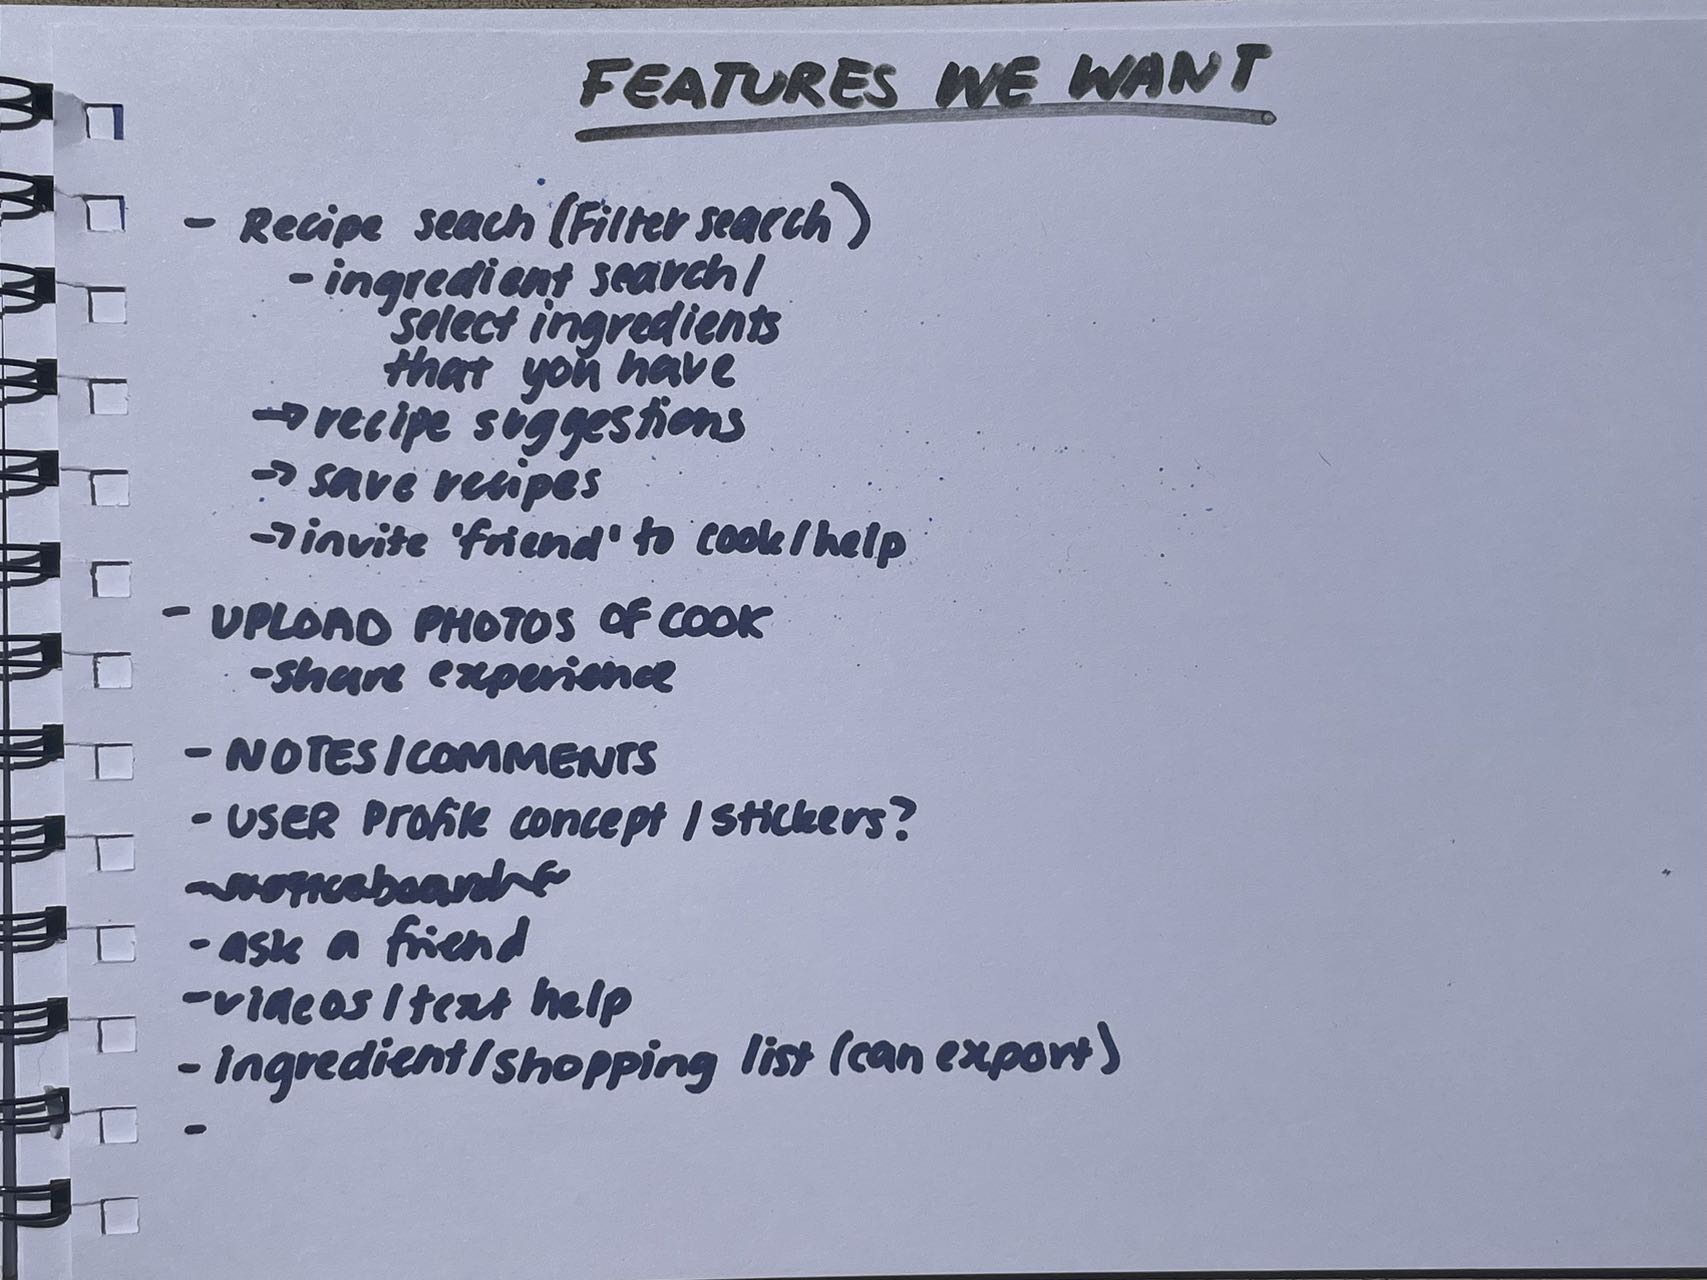 FEATURES WE WANT
- Recipe seach (Filter search)
- ingredient search/
select ingredients
that you have
→ recipe suggestions
→ save recipes
→ invite 'friend' to cook/help
- UPLOAD PHOTOS OF COOK
- share experience
- NOTES/COMMENTS
- USER Profile concept / stickers?
- noticeboard
- ask a friend
- videos/text help
- Ingredient/shopping list (can export)
-